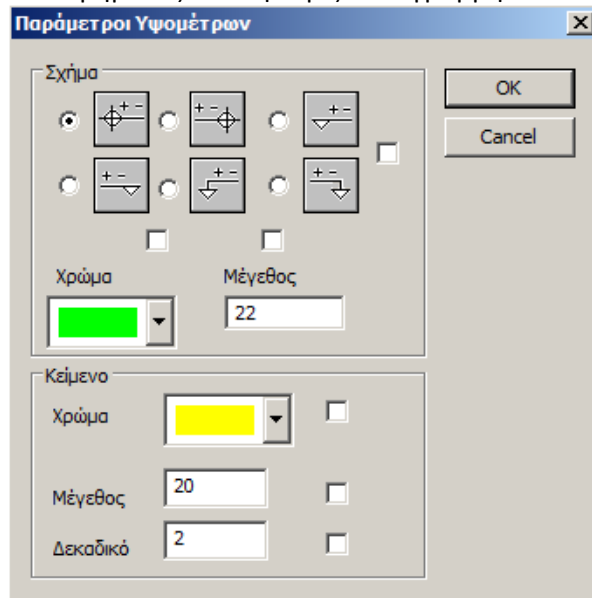 Παράμετροι Υψομέτρων
Σχήμα
OK
Cancel
Χρώμα Μέγεθος
22
Κείμενο
Χρώμα
Μέγεθος 20
Δεκαδικό 2